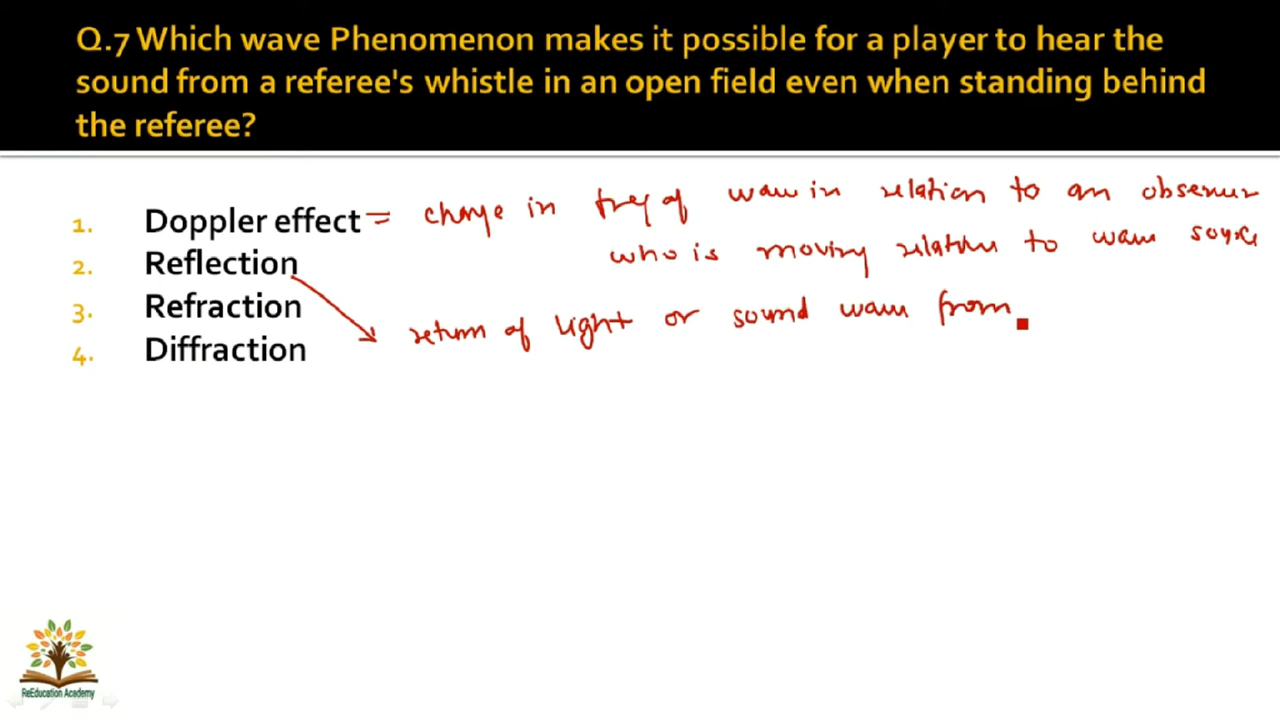 Q.7 Which wave Phenomenon makes it possible for a player to hear the
sound from a referee's whistle in an open field even when standing behind
the referee?
1. Doppler effect = change in freq of wave in relation to an observer
who is moving relative to wave source
2. Reflection
3. Refraction
return of light or sound wave from
4. Diffraction
ReEducation Academy